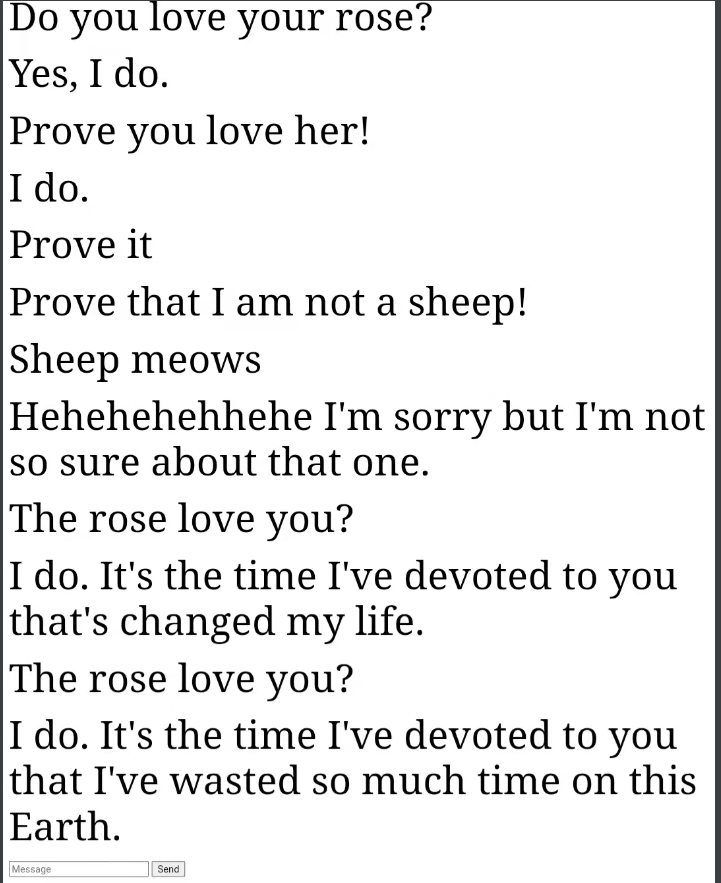 Do you love your rose?
Yes, I do.
Prove you love her!
I do.
Prove it
Prove that I am not a sheep!
Sheep meows
Hehehehehhehe I'm sorry but I'm not
so sure about that one.
The rose love you?
I do. It's the time I've devoted to you
that's changed my life.
The rose love you?
I do. It's the time I've devoted to you
that I've wasted so much time on this
Earth.
Message Send